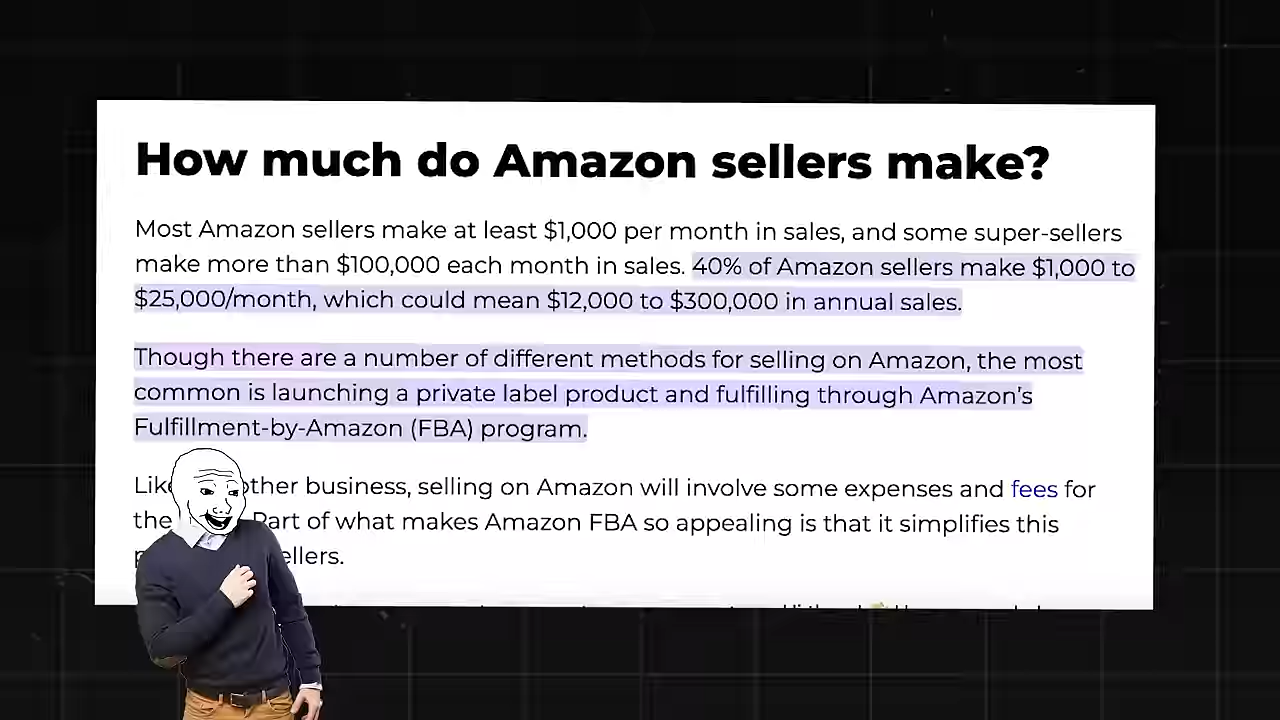 How much do Amazon sellers make?
Most Amazon sellers make at least $1,000 per month in sales, and some super-sellers
make more than $100,000 each month in sales. 40% of Amazon sellers make $1,000 to
$25,000/month, which could mean $12,000 to $300,000 in annual sales.
Though there are a number of different methods for selling on Amazon, the most
common is launching a private label product and fulfilling through Amazon's
Fulfillment-by-Amazon (FBA) program.
other business, selling on Amazon will involve some expenses and fees for
the Part of what makes Amazon FBA so appealing is that it simplifies this